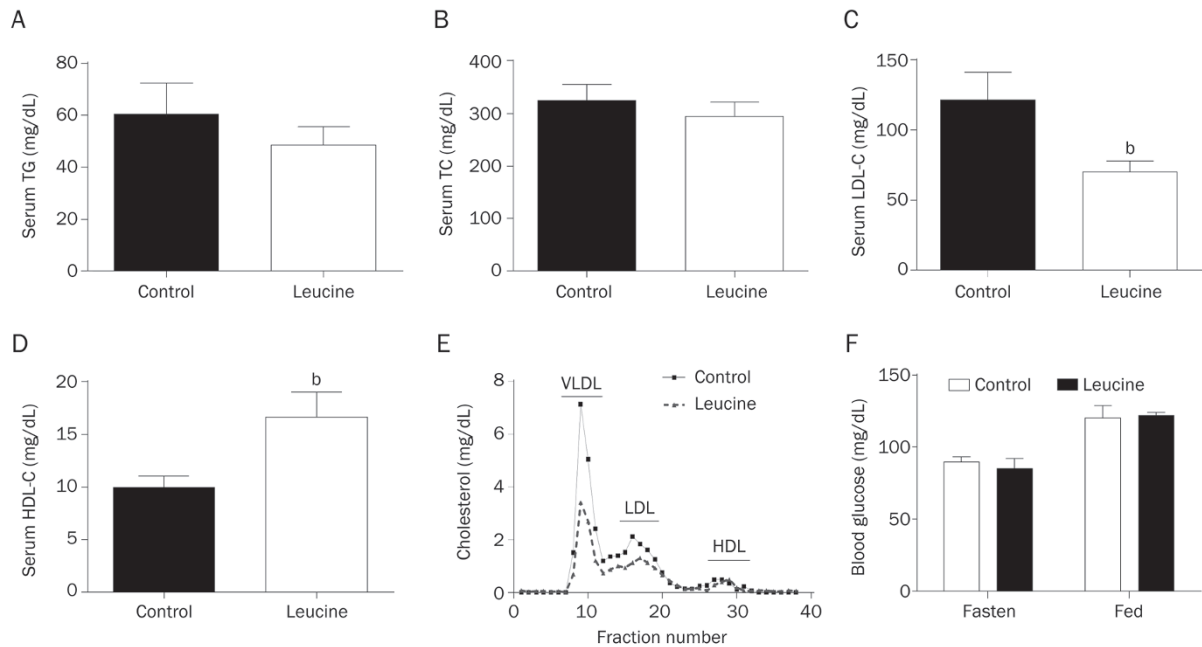 A
Serum TG (mg/dL)
80
60
40
20
0
Control Leucine
B
Serum TC (mg/dL)
400
300
200
100
0
Control Leucine
C
Serum LDL-C (mg/dL)
150
100
50
0
b
Control Leucine
D
Serum HDL-C (mg/dL)
20
15
10
5
0
b
Control Leucine
E
Cholesterol (mg/dL)
8
6
4
2
0
VLDL
LDL
HDL
Control
Leucine
0 10 20 30 40
Fraction number
F
Blood glucose (mg/dL)
150
100
50
0
Control Leucine
Fasten Fed